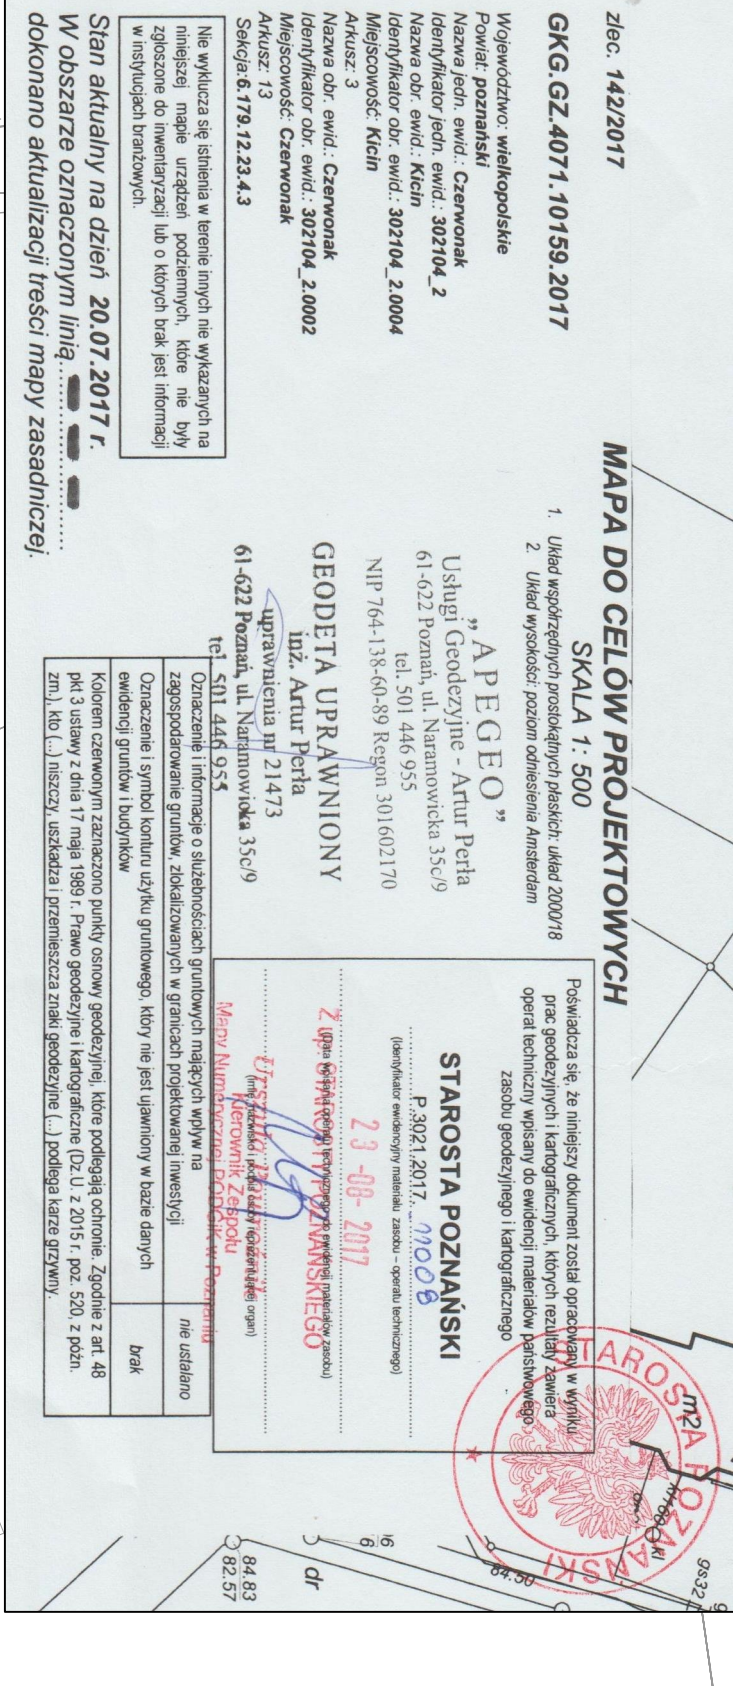 zlec. 142/2017
GKG.GZ.4071.10159.2017
Województwo: wielkopolskie
Powiat: poznański
Nazwa jedn. ewid.: Czerwonak
Identyfikator jedn. ewid.: 302104_2
Nazwa obr. ewid.: Kicin
Identyfikator obr. ewid.: 302104_2.0004
Miejscowość: Kicin
Arkusz: 3
Nazwa obr. ewid.: Czerwonak
Identyfikator obr. ewid.: 302104_2.0002
Miejscowość: Czerwonak
Arkusz: 13
Sekcja:6.179.12.23.4.3
Nie wyklucza się istnienia w terenie innych nie wykazanych na
niniejszej mapie urządzeń podziemnych, które nie były
zgłoszone do inwentaryzacji lub o których brak jest informacji
w instytucjach branżowych.
Stan aktualny na dzień 20.07.2017 r.
W obszarze oznaczonym linią
dokonano aktualizacji treści mapy zasadniczej.
MAPA DO CELÓW PROJEKTOWYCH
SKALA 1: 500
1. Układ współrzędnych prostokątnych płaskich: układ 2000/18
2. Układ wysokości: poziom odniesienia Amsterdam
„APEGEO”
Usługi Geodezyjne - Artur Perła
61-622 Poznań, ul. Naramowicka 35c/9
tel. 501 446 955
NIP 764-138-60-89 Regon 301602170
GEODETA UPRAWNIONY
inż. Artur Perła
uprawnienia nr 21473
61-622 Poznań, ul. Naramowicka 35c/9
tel. 501 446 955
Poświadcza się, że niniejszy dokument został opracowany w wyniku
prac geodezyjnych i kartograficznych, których rezultaty zawiera
operat techniczny wpisany do ewidencji materiałów państwowego
zasobu geodezyjnego i kartograficznego
STAROSTA POZNAŃSKI
P.3021.2017. 11008
(Identyfikator ewidencyjny materiału zasobu – operatu technicznego)
23 -08- 2017
(Data wpisania operatu technicznego do ewidencji materiałów zasobu)
Z up. STAROSTY POZNAŃSKIEGO
Urszula
(imię, nazwisko i podpis osoby reprezentującej organ)
Kierownik Zespołu
Mapy Numerycznej PODGiK w Poznaniu
Oznaczenie i informacje o służebnościach gruntowych mających wpływ na
zagospodarowanie gruntów, zlokalizowanych w granicach projektowanej inwestycji
nie ustalano
Oznaczenie i symbol konturu użytku gruntowego, który nie jest ujawniony w bazie danych
ewidencji gruntów i budynków
brak
Kolorem czerwonym zaznaczono punkty osnowy geodezyjnej, które podlegają ochronie. Zgodnie z art. 48
pkt 3 ustawy z dnia 17 maja 1989 r. Prawo geodezyjne i kartograficzne (Dz.U. z 2015 r. poz. 520, z późn.
zm.), kto (...) niszczy, uszkadza i przemieszcza znaki geodezyjne (...) podlega karze grzywny.
STAROSTA POZNAŃSKI
m2
gs32
84.50
dr
84.83
82.57